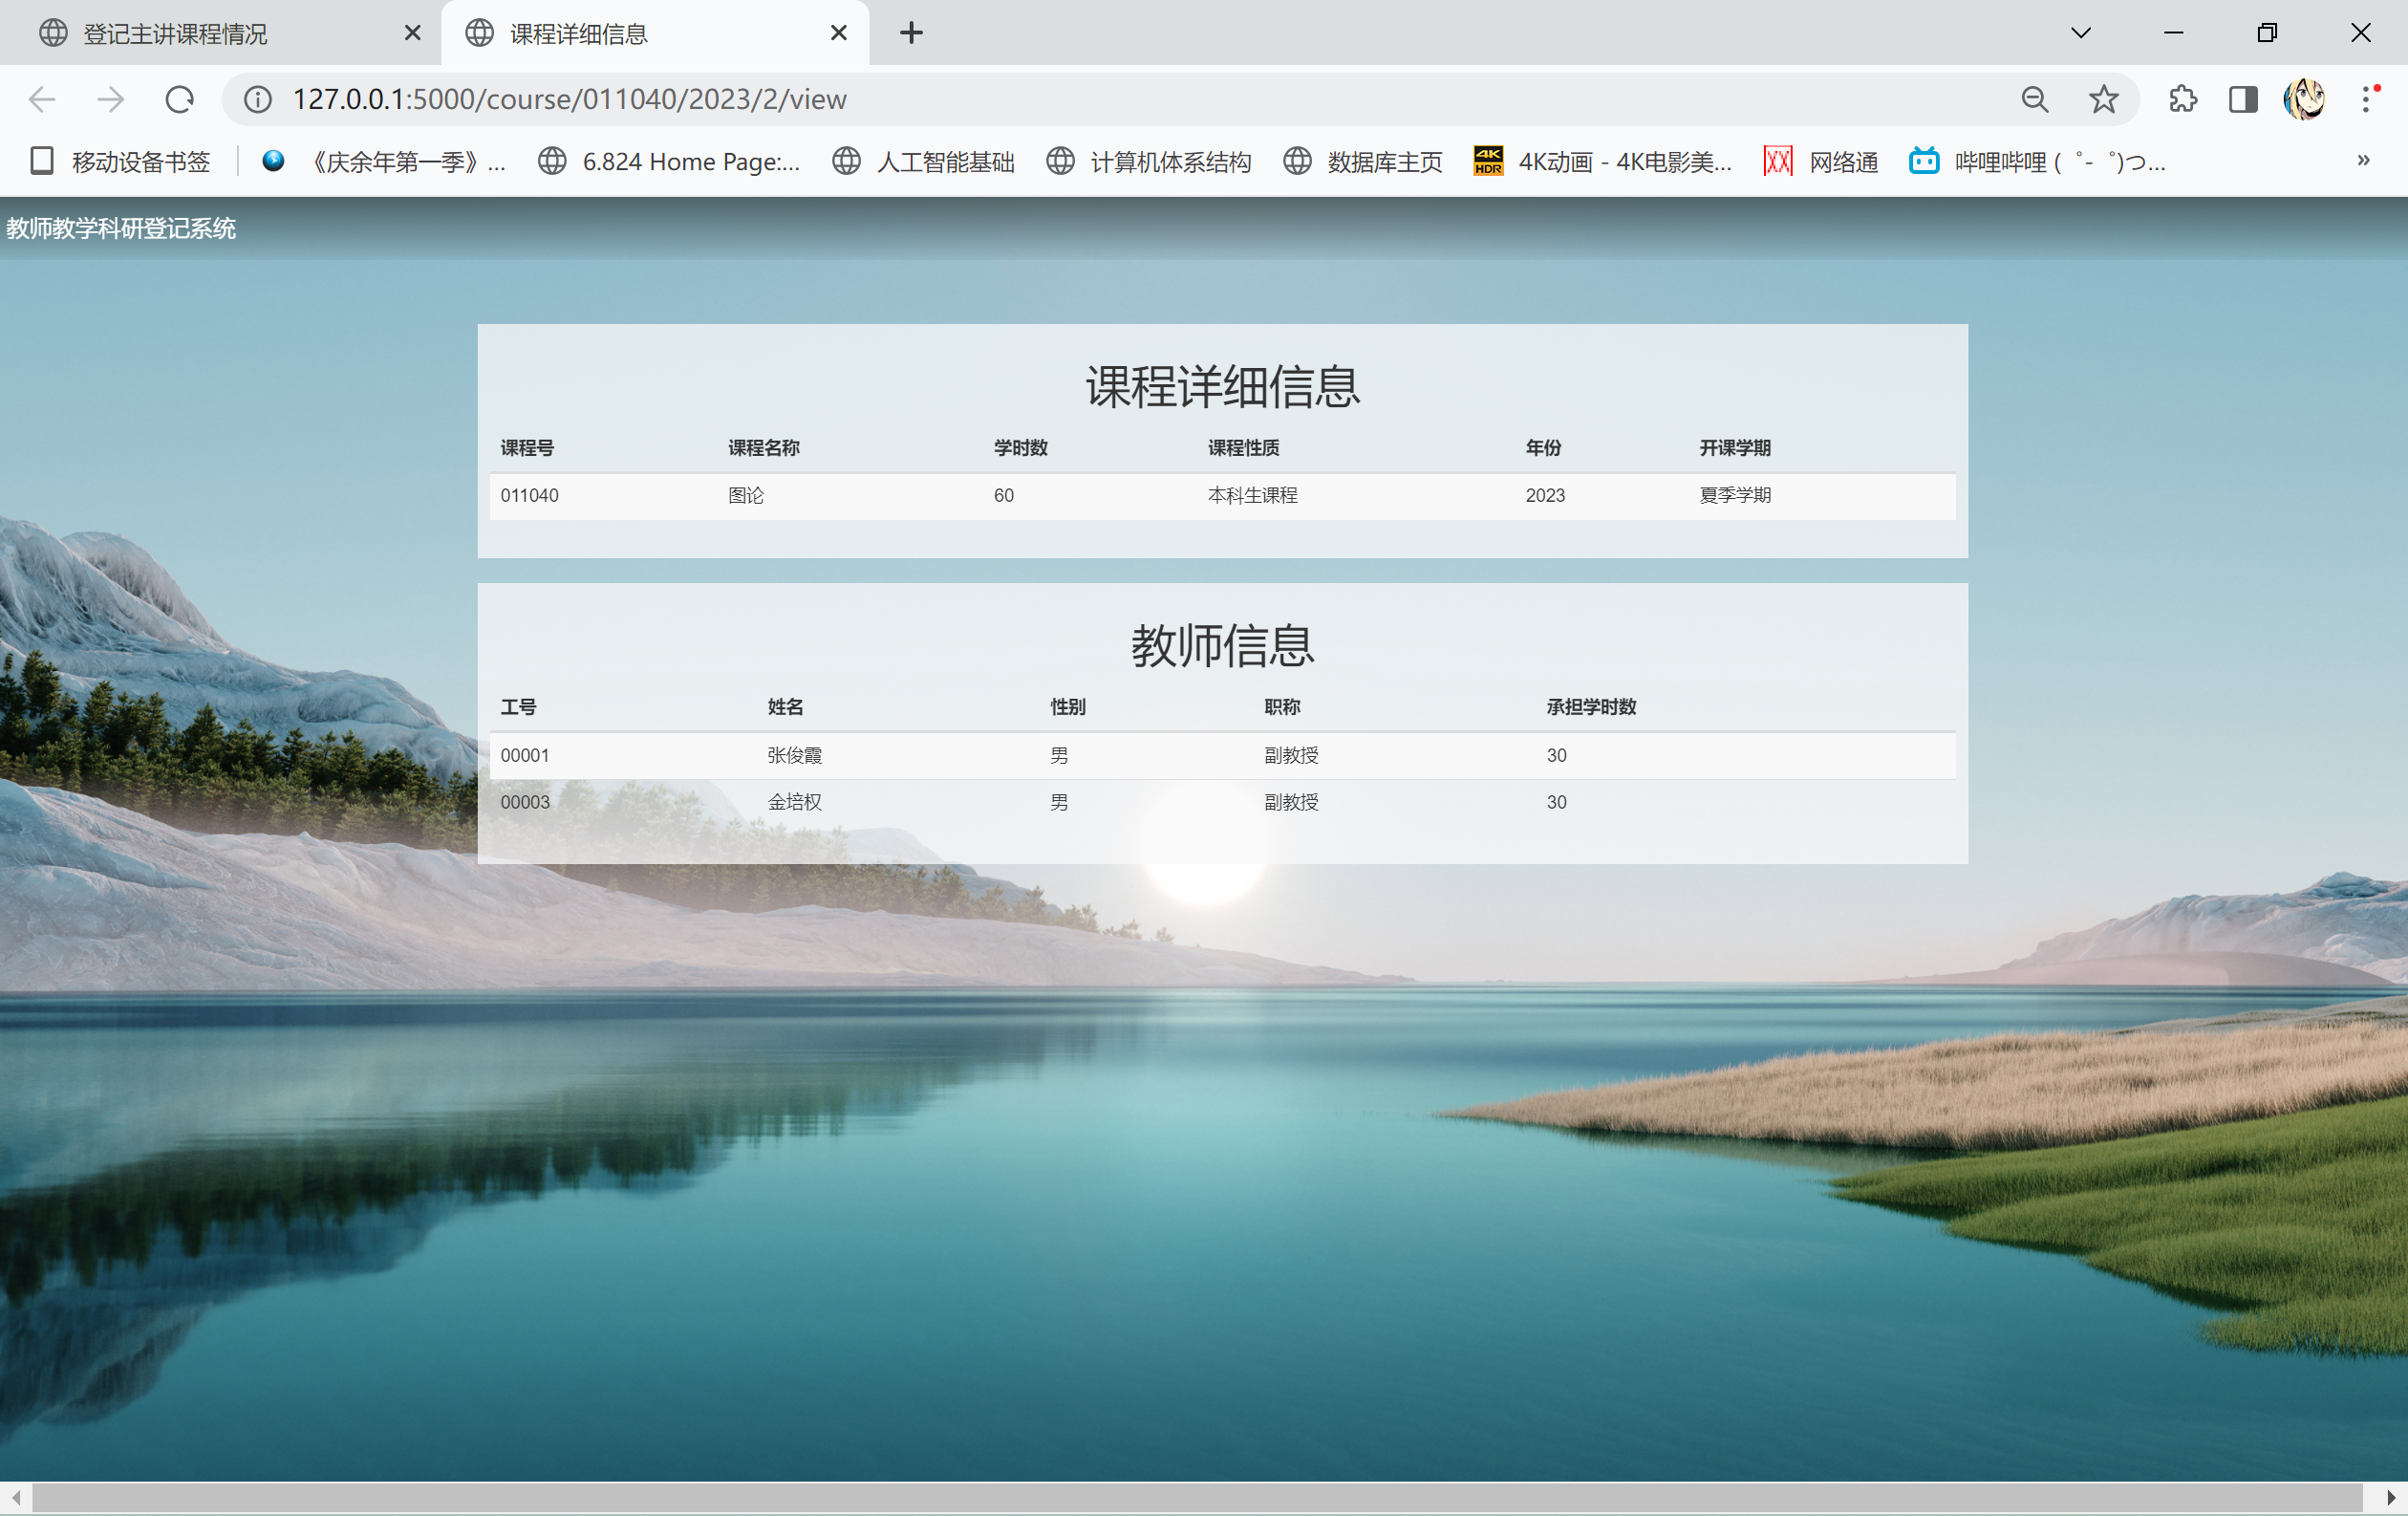 登记主讲课程情况 课程详细信息
127.0.0.1:5000/course/011040/2023/2/view
移动设备书签 《庆余年第一季》... 6.824 Home Page:... 人工智能基础 计算机体系结构 数据库主页 4K HDR 4K动画 - 4K电影美... 网络通 哔哩哔哩 ( ゜- ゜)つ... »
教师教学科研登记系统
课程详细信息
课程号 课程名称 学时数 课程性质 年份 开课学期
011040 图论 60 本科生课程 2023 夏季学期
教师信息
工号 姓名 性别 职称 承担学时数
00001 张俊霞 男 副教授 30
00003 金培权 男 副教授 30